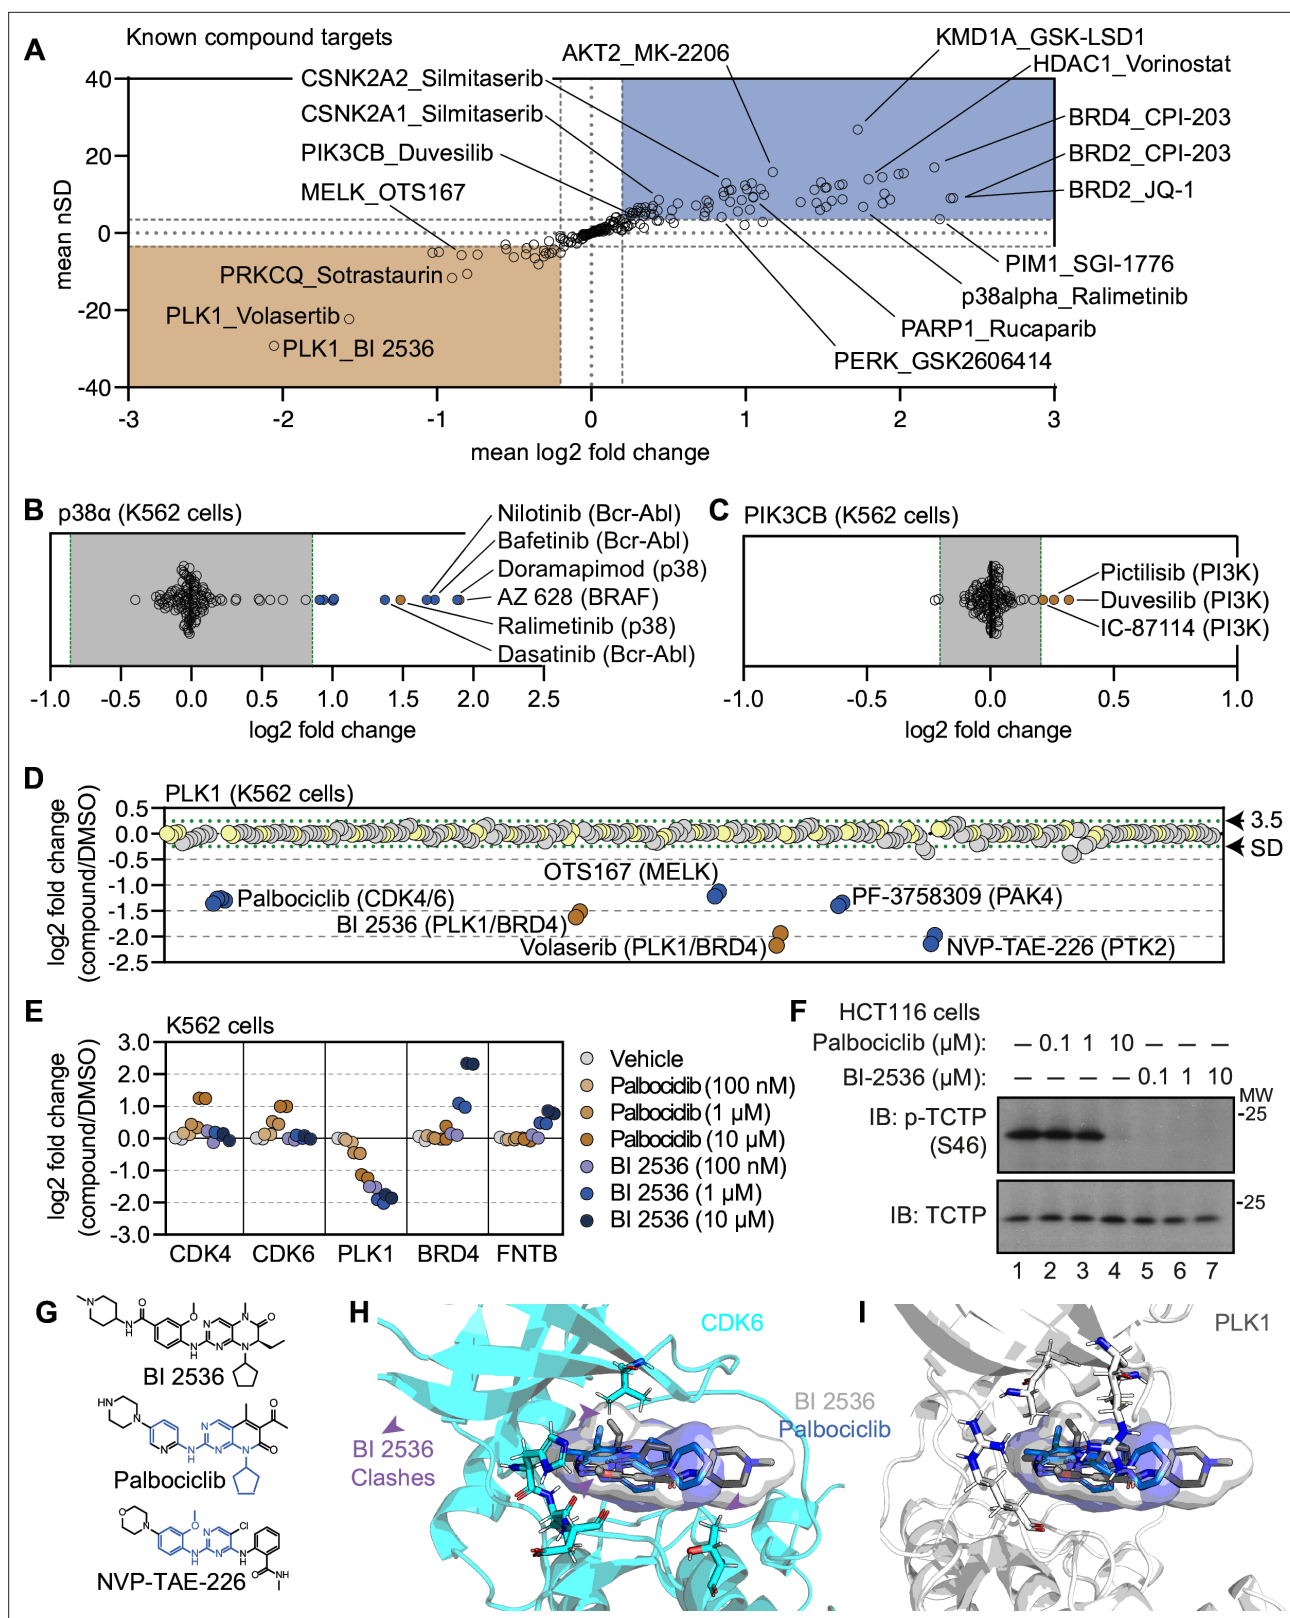 A
Known compound targets
AKT2_MK-2206
KMD1A_GSK-LSD1
HDAC1_Vorinostat
CSNK2A2_Silmitaserib
CSNK2A1_Silmitaserib
PIK3CB_Duvesilib
MELK_OTS167
BRD4_CPI-203
BRD2_CPI-203
BRD2_JQ-1
PRKCQ_Sotrastaurin
PLK1_Volasertib
PLK1_BI 2536
PIM1_SGI-1776
p38alpha_Ralimetinib
PARP1_Rucaparib
PERK_GSK2606414
mean nSD
40
20
0
-20
-40
-3 -2 -1 0 1 2 3
mean log2 fold change
B
p38α (K562 cells)
Nilotinib (Bcr-Abl)
Bafetinib (Bcr-Abl)
Doramapimod (p38)
AZ 628 (BRAF)
Ralimetinib (p38)
Dasatinib (Bcr-Abl)
-1.0 -0.5 0.0 0.5 1.0 1.5 2.0 2.5
log2 fold change
C
PIK3CB (K562 cells)
Pictilisib (PI3K)
Duvesilib (PI3K)
IC-87114 (PI3K)
-1.0 -0.5 0.0 0.5 1.0
log2 fold change
D
PLK1 (K562 cells)
log2 fold change
(compound/DMSO)
0.5
0.0
-0.5
-1.0
-1.5
-2.0
-2.5
3.5
SD
OTS167 (MELK)
Palbociclib (CDK4/6)
PF-3758309 (PAK4)
BI 2536 (PLK1/BRD4)
Volaserib (PLK1/BRD4)
NVP-TAE-226 (PTK2)
E
K562 cells
log2 fold change
(compound/DMSO)
3.0
2.0
1.0
0.0
-1.0
-2.0
-3.0
CDK4 CDK6 PLK1 BRD4 FNTB
Vehicle
Palbociclib (100 nM)
Palbociclib (1 µM)
Palbociclib (10 µM)
BI 2536 (100 nM)
BI 2536 (1 µM)
BI 2536 (10 µM)
F
HCT116 cells
Palbociclib (µM): — 0.1 1 10 — — —
BI-2536 (µM): — — — — 0.1 1 10
MW
IB: p-TCTP
(S46)
-25
IB: TCTP
-25
1 2 3 4 5 6 7
G
N
N
H
O
O
N
H
N
N
N
N
O
BI 2536
HN
N
N
N
H
N
N
N
O
O
Palbociclib
O
N
O
N
H
N
N
Cl
N
H
O
NH
NVP-TAE-226
H
CDK6
BI 2536
Palbociclib
BI 2536
Clashes
I
PLK1